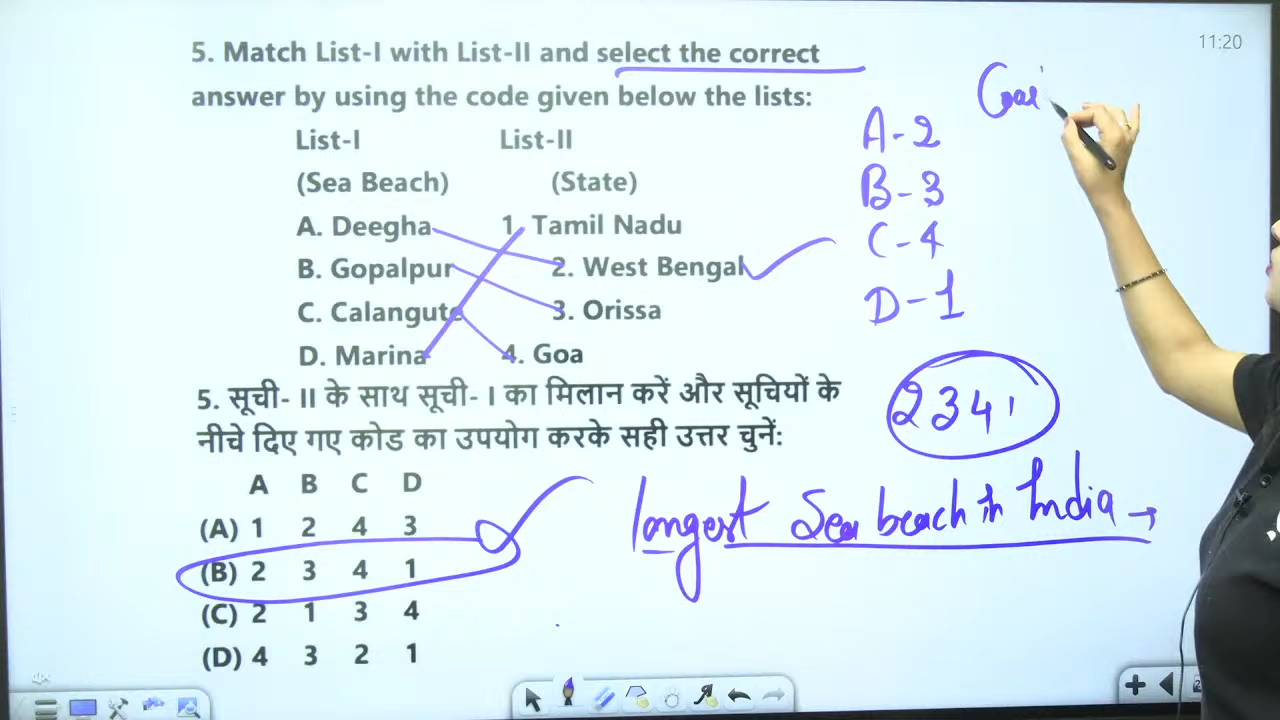 11:20
5. Match List-I with List-II and select the correct
answer by using the code given below the lists:
List-I List-II
(Sea Beach) (State)
A. Deegha 1. Tamil Nadu
B. Gopalpur 2. West Bengal
C. Calangute 3. Orissa
D. Marina 4. Goa
5. सूची- II के साथ सूची- I का मिलान करें और सूचियों के
नीचे दिए गए कोड का उपयोग करके सही उत्तर चुनें:
A B C D
(A) 1 2 4 3
(B) 2 3 4 1
(C) 2 1 3 4
(D) 4 3 2 1
A-2
B-3
C-4
D-1
2341
longest Sea beach in India →